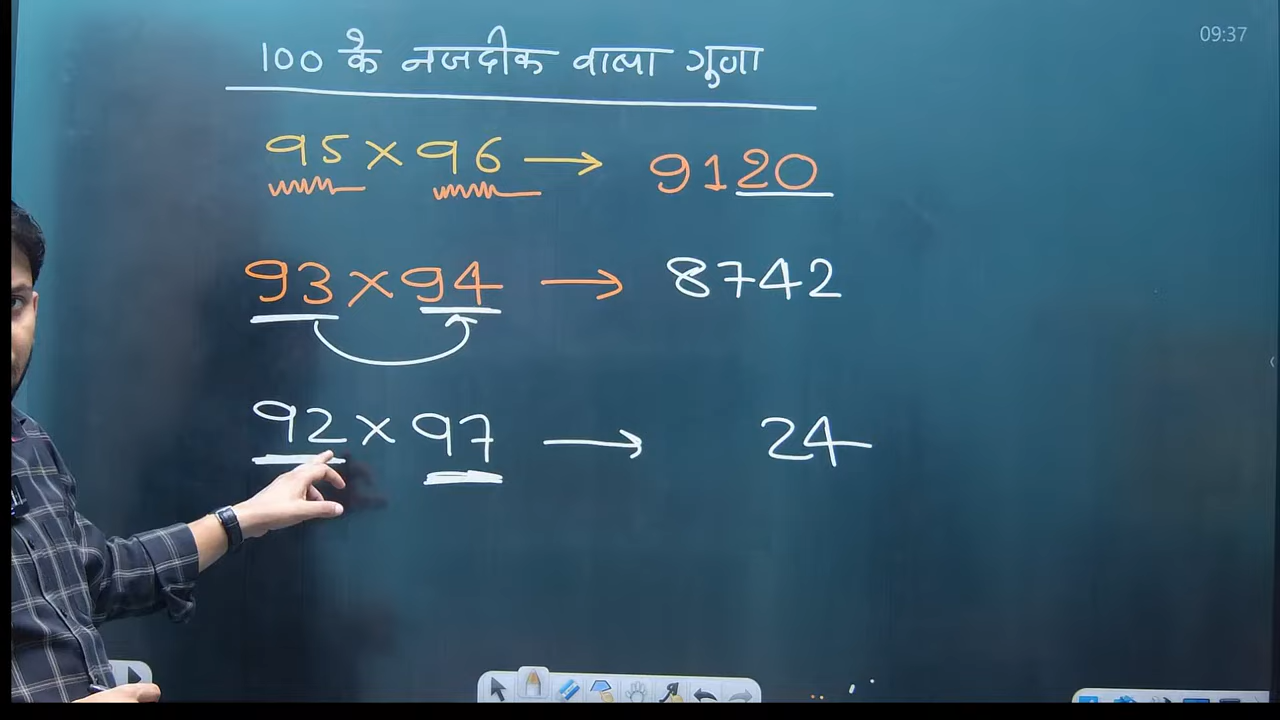 09:37
100 के नजदीक वाला गुणा
95 × 96 → 9120
93 × 94 → 8742
92 × 97 → 24